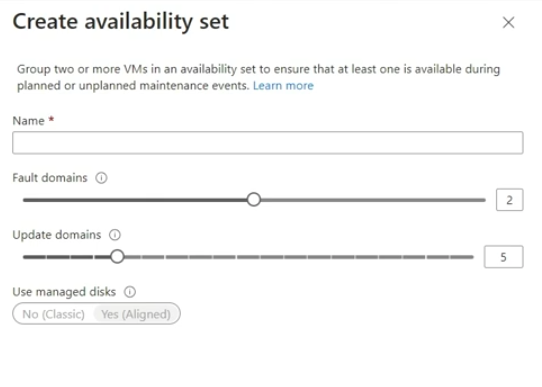 Create availability set
Group two or more VMs in an availability set to ensure that at least one is available during
planned or unplanned maintenance events. Learn more
Name *
Fault domains
2
Update domains
5
Use managed disks
No (Classic) Yes (Aligned)